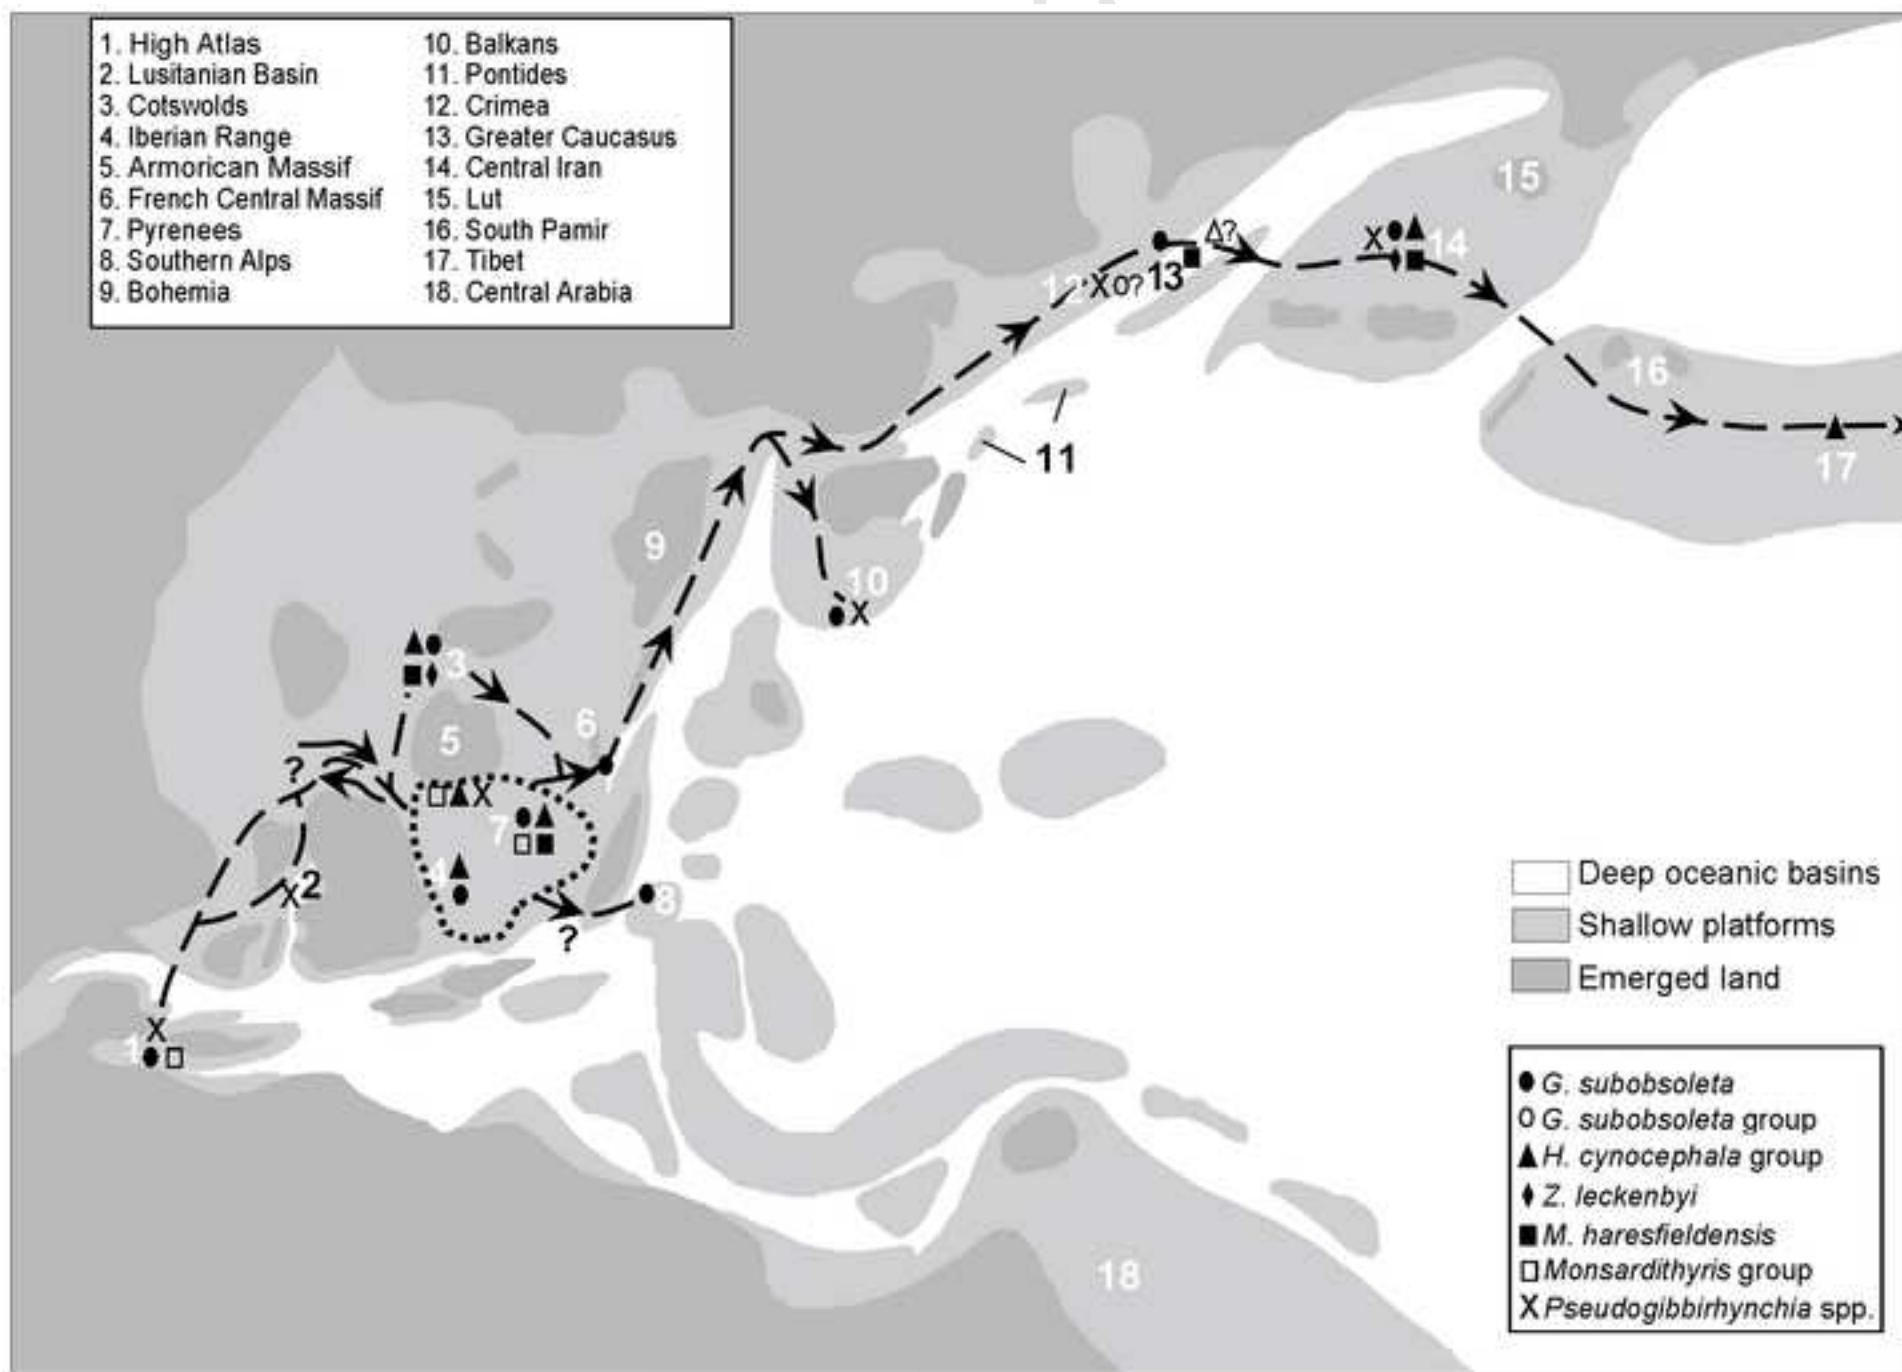 1. High Atlas
2. Lusitanian Basin
3. Cotswolds
4. Iberian Range
5. Armorican Massif
6. French Central Massif
7. Pyrenees
8. Southern Alps
9. Bohemia
10. Balkans
11. Pontides
12. Crimea
13. Greater Caucasus
14. Central Iran
15. Lut
16. South Pamir
17. Tibet
18. Central Arabia
15
Δ?
X
14
12
X O? 13
16
11
17
9
10
X
3
5
6
?
X
7
4
2
X
8
?
X
1
18
Deep oceanic basins
Shallow platforms
Emerged land
G. subobsoleta
G. subobsoleta group
H. cynocephala group
Z. leckenbyi
M. haresfieldensis
Monsardithyris group
X Pseudogibbirhynchia spp.